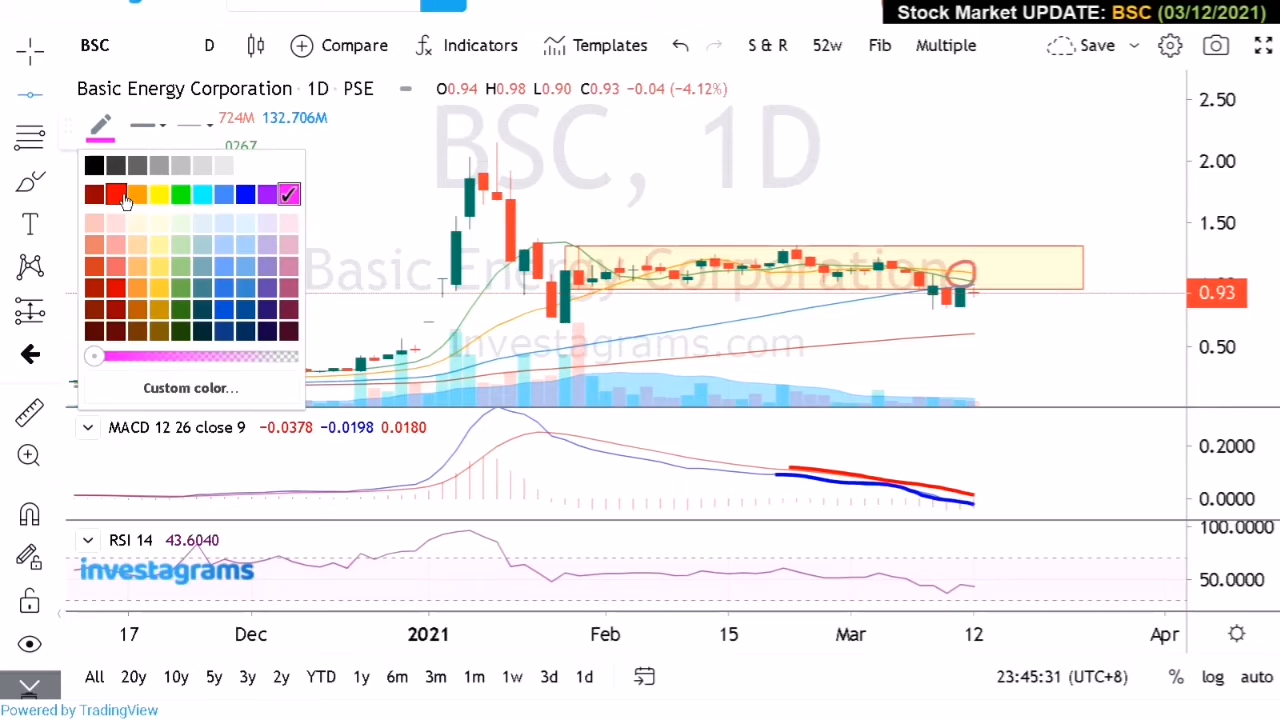 Stock Market UPDATE: BSC (03/12/2021)
BSC D Compare Indicators Templates S & R 52w Fib Multiple Save
Basic Energy Corporation · 1D · PSE O0.94 H0.98 L0.90 C0.93 −0.04 (−4.12%)
724M 132.706M
0267
BSC, 1D
Basic Energy Corporation
investagrams.com
2.50
2.00
1.50
0.93
0.50
Custom color...
MACD 12 26 close 9 −0.0378 −0.0198 0.0180
0.2000
0.0000
RSI 14 43.6040
100.0000
50.0000
investagrams
17 Dec 2021 Feb 15 Mar 12 Apr
All 20y 10y 5y 3y 2y YTD 1y 6m 3m 1m 1w 3d 1d 23:45:31 (UTC+8) % log auto
Powered by TradingView